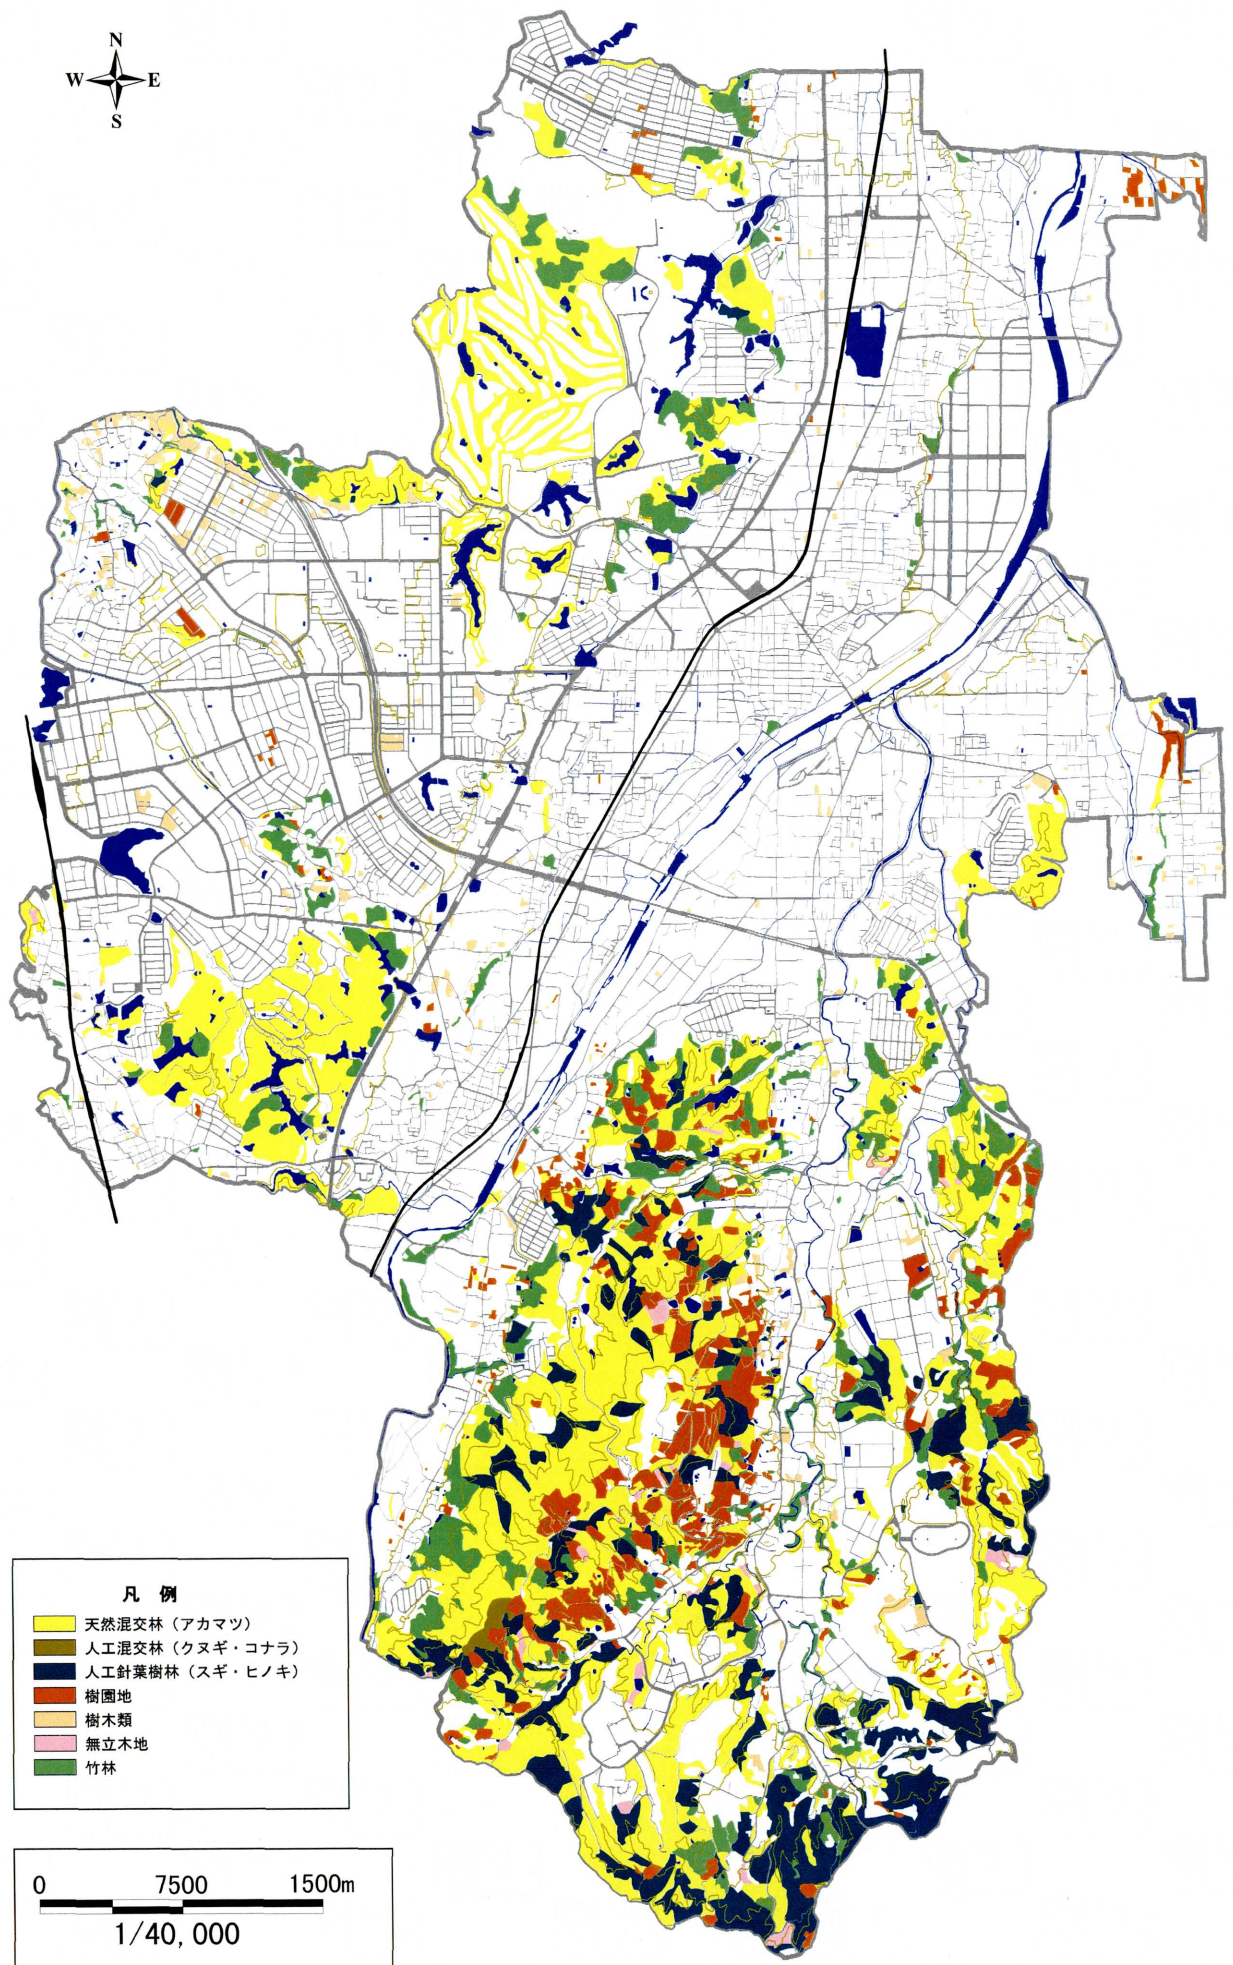 N
W E
S
凡 例
天然混交林（アカマツ）
人工混交林（クヌギ・コナラ）
人工針葉樹林（スギ・ヒノキ）
樹園地
樹木類
無立木地
竹林
0 7500 1500m
1/40,000